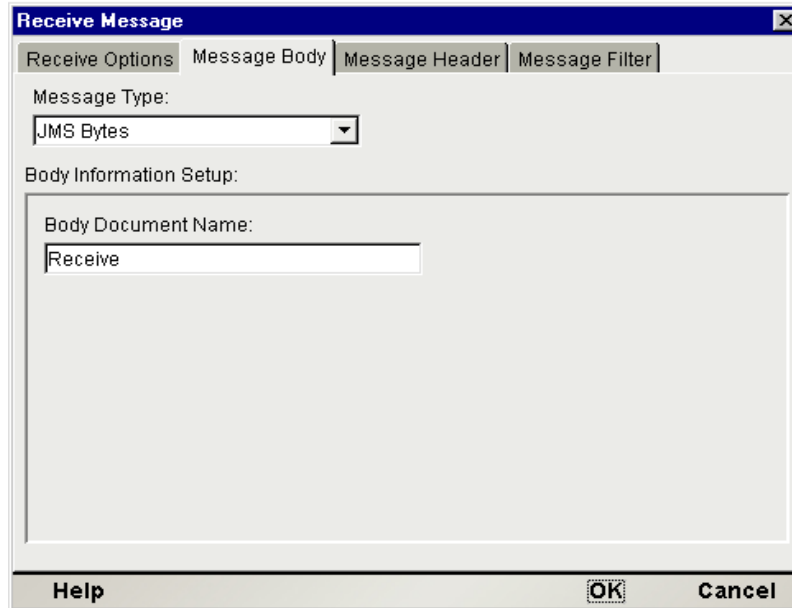 Receive Message
Receive Options Message Body Message Header Message Filter
Message Type:
JMS Bytes
Body Information Setup:
Body Document Name:
Receive
Help OK Cancel